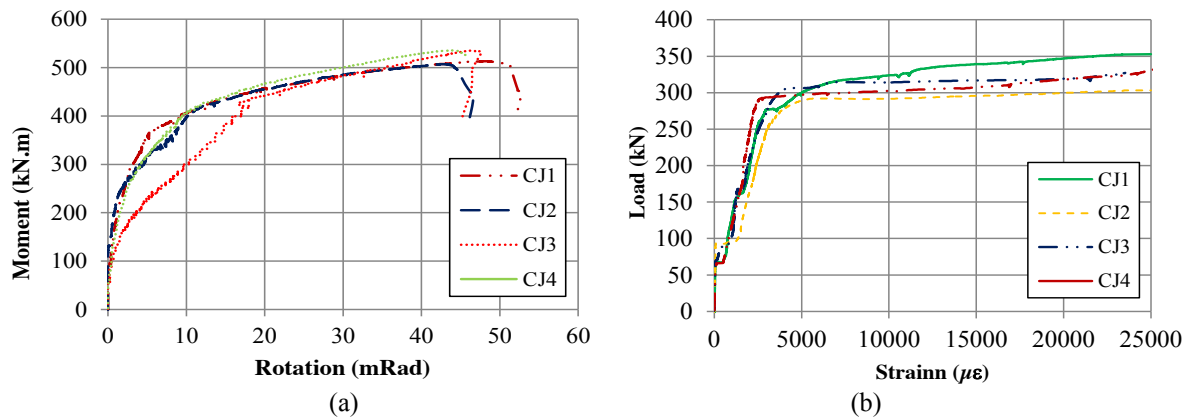 600
500
400
300
200
100
0
Moment (kN.m)
0 10 20 30 40 50 60
Rotation (mRad)
CJ1
CJ2
CJ3
CJ4
(a)
400
350
300
250
200
150
100
50
0
Load (kN)
0 5000 10000 15000 20000 25000
Strainn (µε)
CJ1
CJ2
CJ3
CJ4
(b)